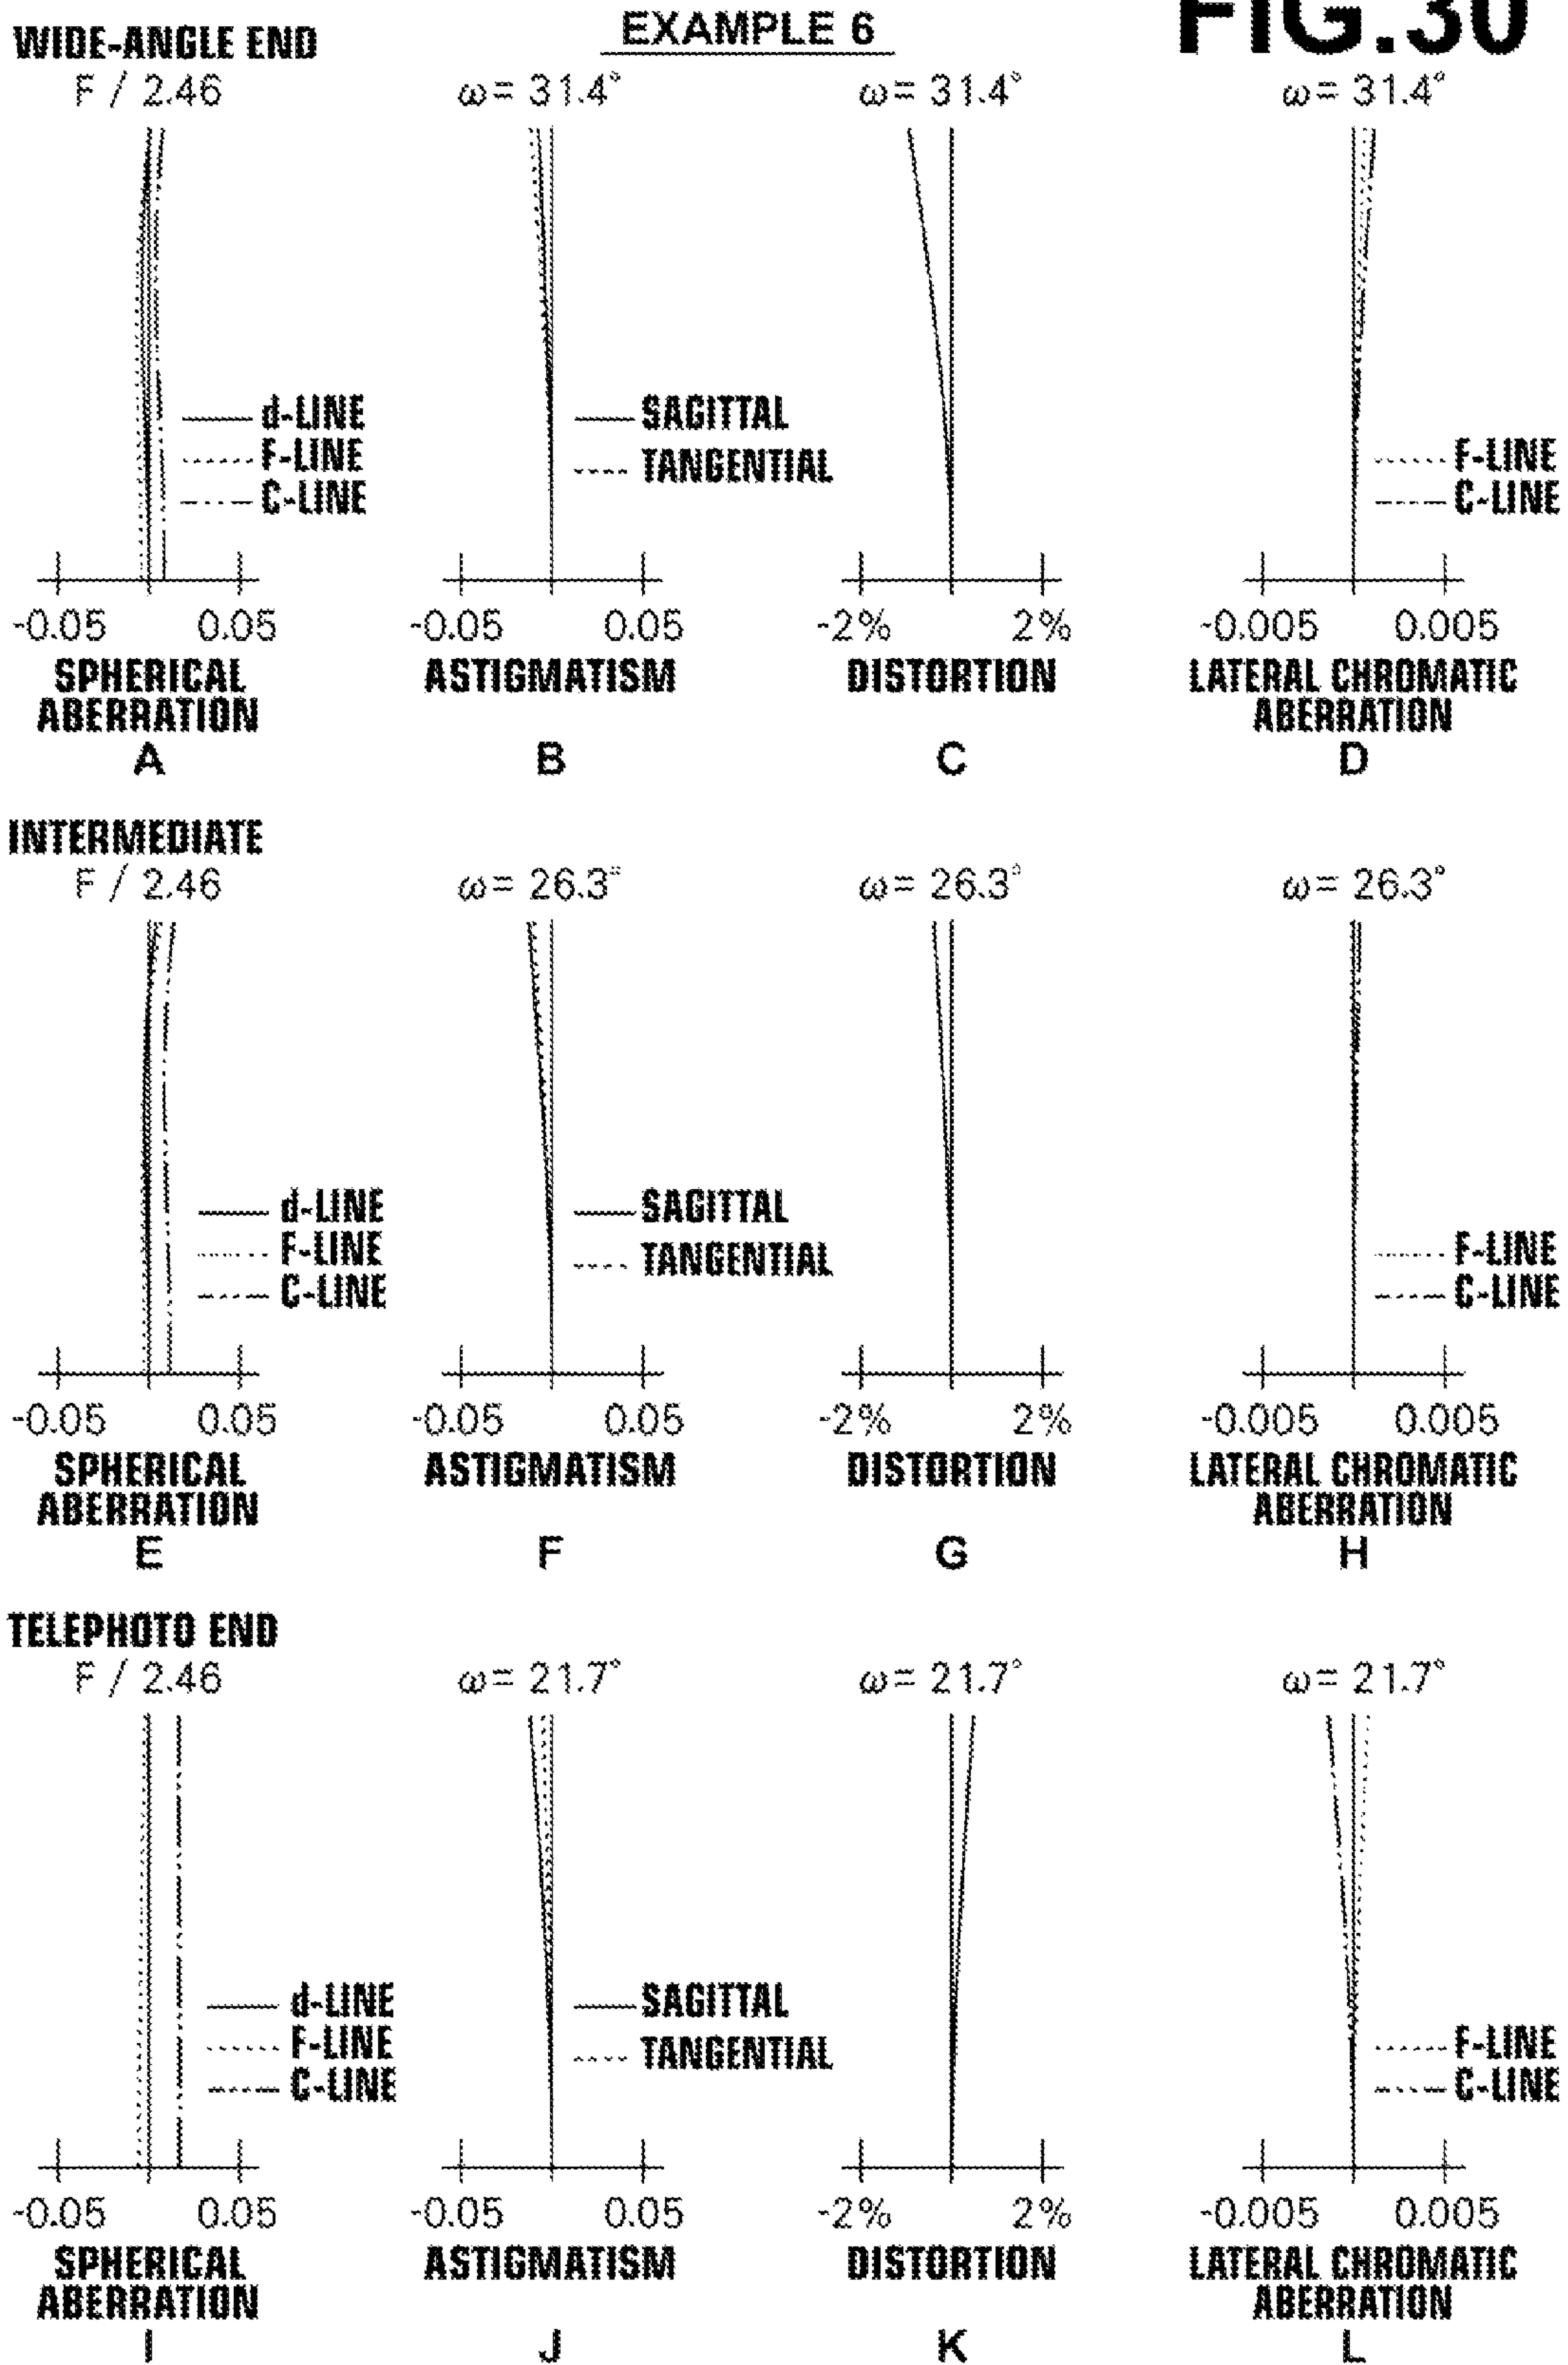 FIG.30
EXAMPLE 6
WIDE-ANGLE END
F / 2.46
ω= 31.4°
ω= 31.4°
ω= 31.4°
d-LINE
F-LINE
C-LINE
SAGITTAL
TANGENTIAL
F-LINE
C-LINE
-0.05 0.05
-0.05 0.05
-2% 2%
-0.005 0.005
SPHERICAL
ABERRATION
ASTIGMATISM
DISTORTION
LATERAL CHROMATIC
ABERRATION
A
B
C
D
INTERMEDIATE
F / 2.46
ω= 26.3°
ω= 26.3°
ω= 26.3°
d-LINE
F-LINE
C-LINE
SAGITTAL
TANGENTIAL
F-LINE
C-LINE
-0.05 0.05
-0.05 0.05
-2% 2%
-0.005 0.005
SPHERICAL
ABERRATION
ASTIGMATISM
DISTORTION
LATERAL CHROMATIC
ABERRATION
E
F
G
H
TELEPHOTO END
F / 2.46
ω= 21.7°
ω= 21.7°
ω= 21.7°
d-LINE
F-LINE
C-LINE
SAGITTAL
TANGENTIAL
F-LINE
C-LINE
-0.05 0.05
-0.05 0.05
-2% 2%
-0.005 0.005
SPHERICAL
ABERRATION
ASTIGMATISM
DISTORTION
LATERAL CHROMATIC
ABERRATION
I
J
K
L